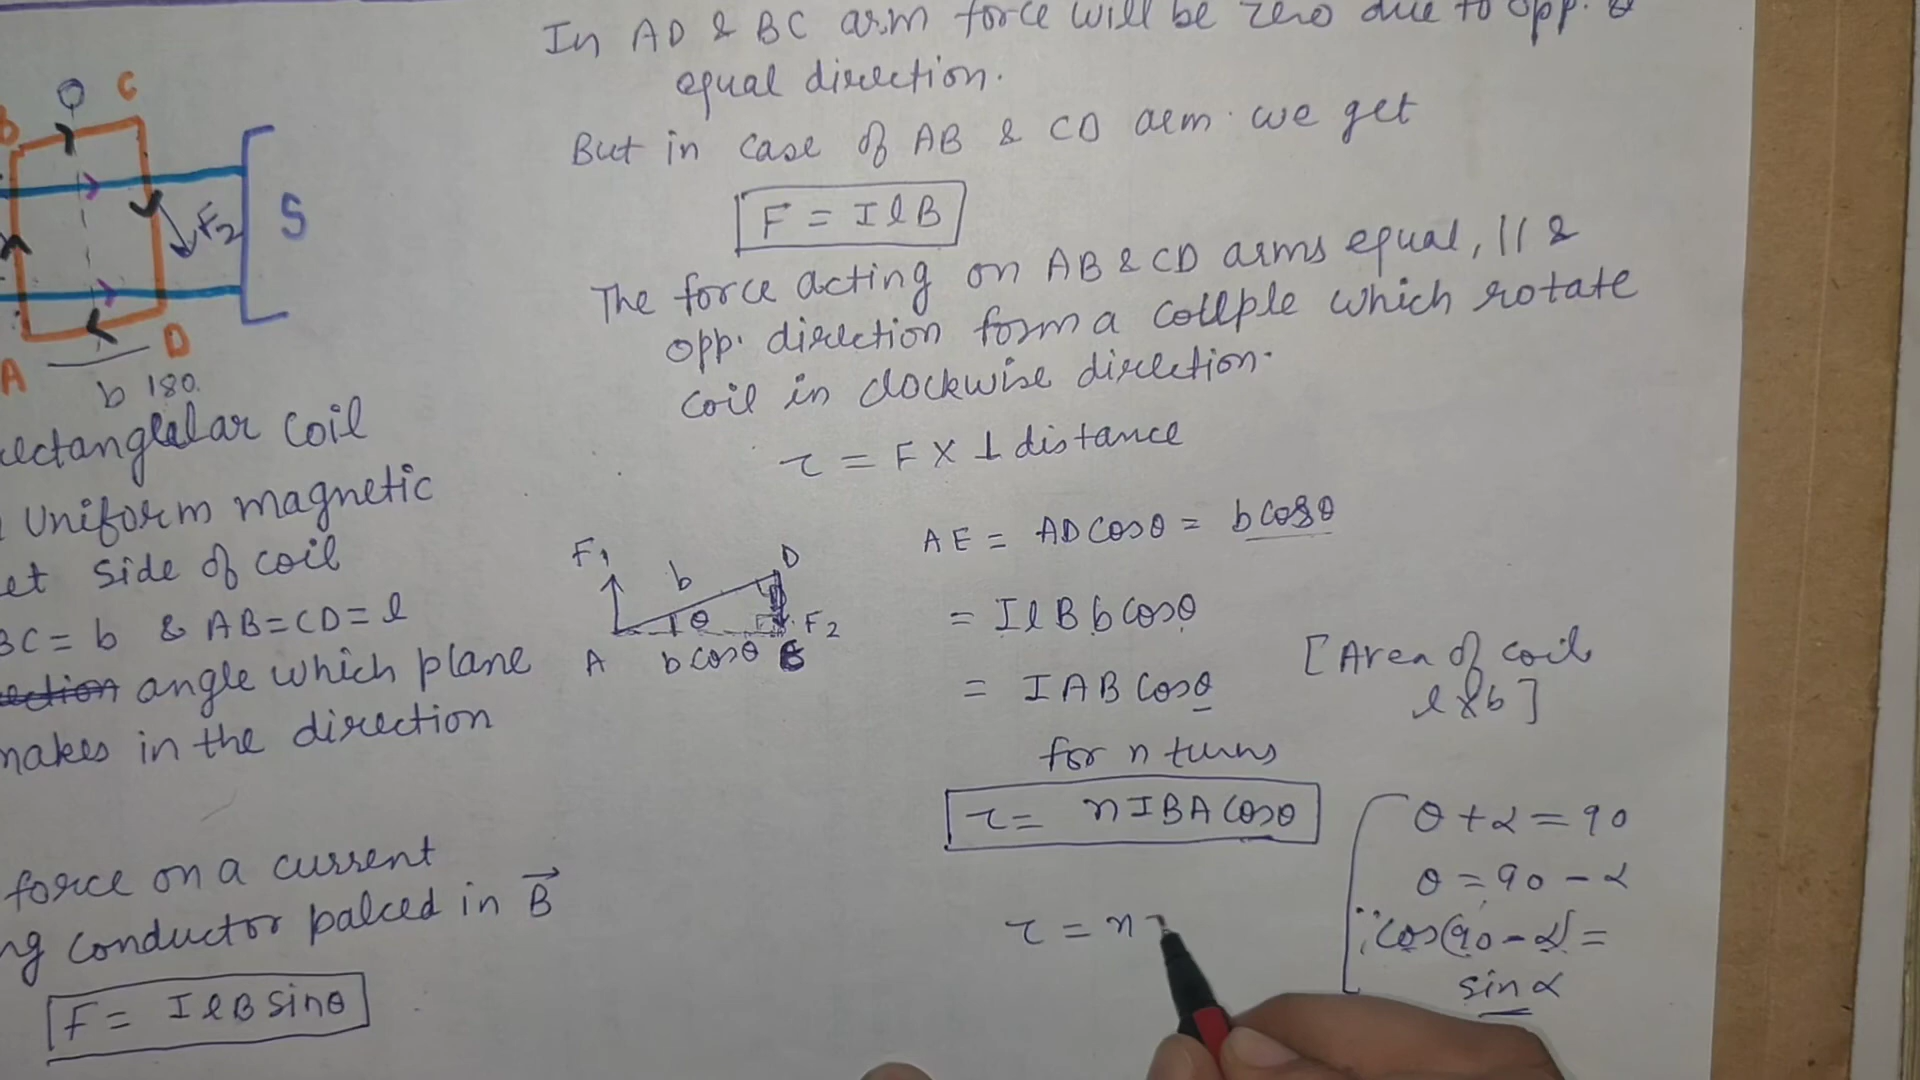 In AD & BC arm force will be zero due to opp. &
equal direction.
But in case of AB & CD arm we get
F = IlB
The force acting on AB & CD arms equal, || &
opp. direction form a couple which rotate
coil in clockwise direction.
τ = F × ⊥ distance
AE = AD Cosθ = b cosθ
= IlB b cosθ
= IAB Cosθ
[Area of coil
l × b]
for n turns
τ = nIBA Cosθ
θ + α = 90
θ = 90 - α
∵ Cos(90 - α) =
sin α
τ = n
C
S
F2
A
D
b 180.
rectangular coil
Uniform magnetic
side of coil
BC = b & AB = CD = l
angle which plane
makes in the direction
force on a current
conductor palced in B⃗
F = IlB Sinθ
F1
b
D
θ
F2
A
b cosθ